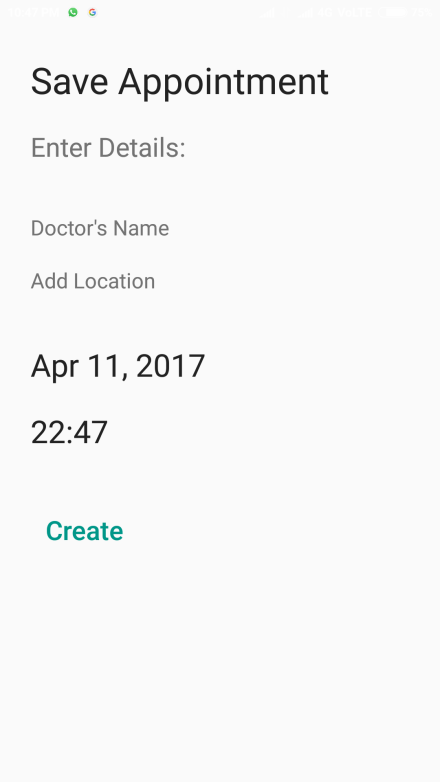 Save Appointment
Enter Details:
Doctor's Name
Add Location
Apr 11, 2017
22:47
Create